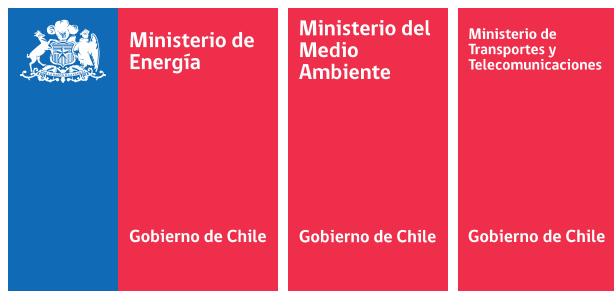 Ministerio de
Energía
Gobierno de Chile
Ministerio del
Medio
Ambiente
Gobierno de Chile
Ministerio de
Transportes y
Telecomunicaciones
Gobierno de Chile